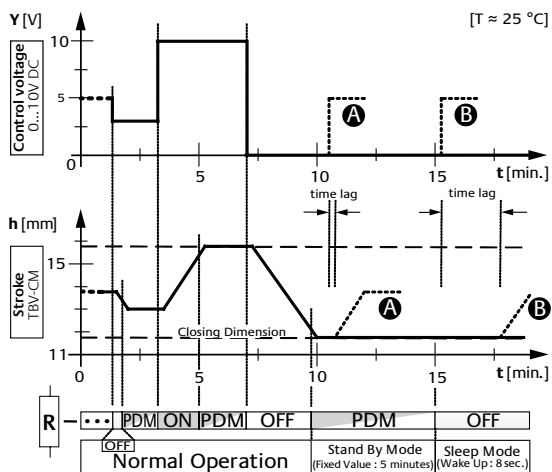 Y [V]
[T ≈ 25 °C]
Control voltage
0...10V DC
10
5
0
A
B
5
10
15
t [min.]
time lag
time lag
h [mm]
Stroke
TBV-CM
15
11
A
B
Closing Dimension
0
5
10
15
t [min.]
R
PDM
ON
PDM
OFF
PDM
OFF
OFF
Normal Operation
Stand By Mode
(Fixed Value : 5 minutes)
Sleep Mode
(Wake Up : 8sec.)